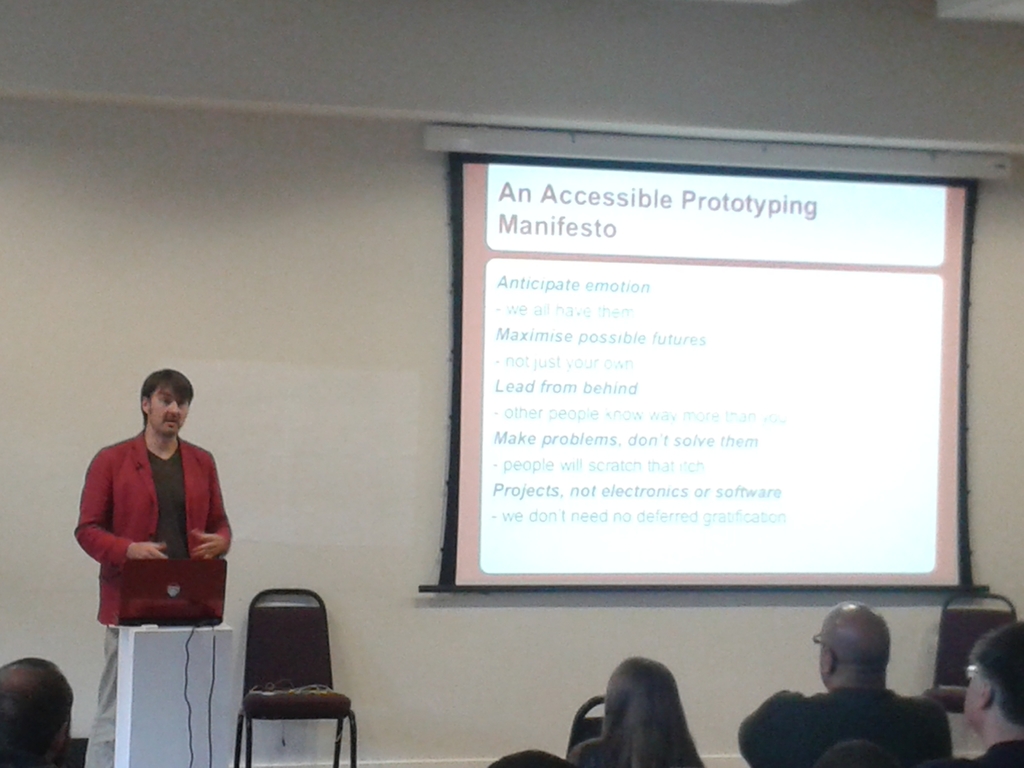 An Accessible Prototyping
Manifesto
Anticipate emotion
- we all have them
Maximise possible futures
- not just your own
Lead from behind
- other people know way more than you
Make problems, don't solve them
- people will scratch that itch
Projects, not electronics or software
- we don't need no deferred gratification